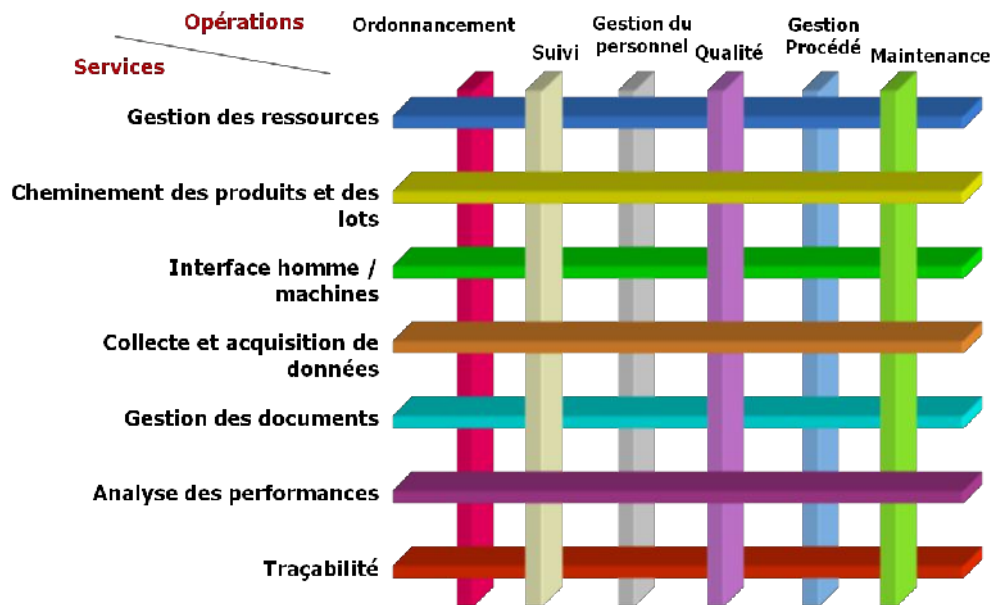 Opérations
Services
Ordonnancement
Suivi
Gestion du
personnel
Qualité
Gestion
Procédé
Maintenance
Gestion des ressources
Cheminement des produits et des
lots
Interface homme /
machines
Collecte et acquisition de
données
Gestion des documents
Analyse des performances
Traçabilité